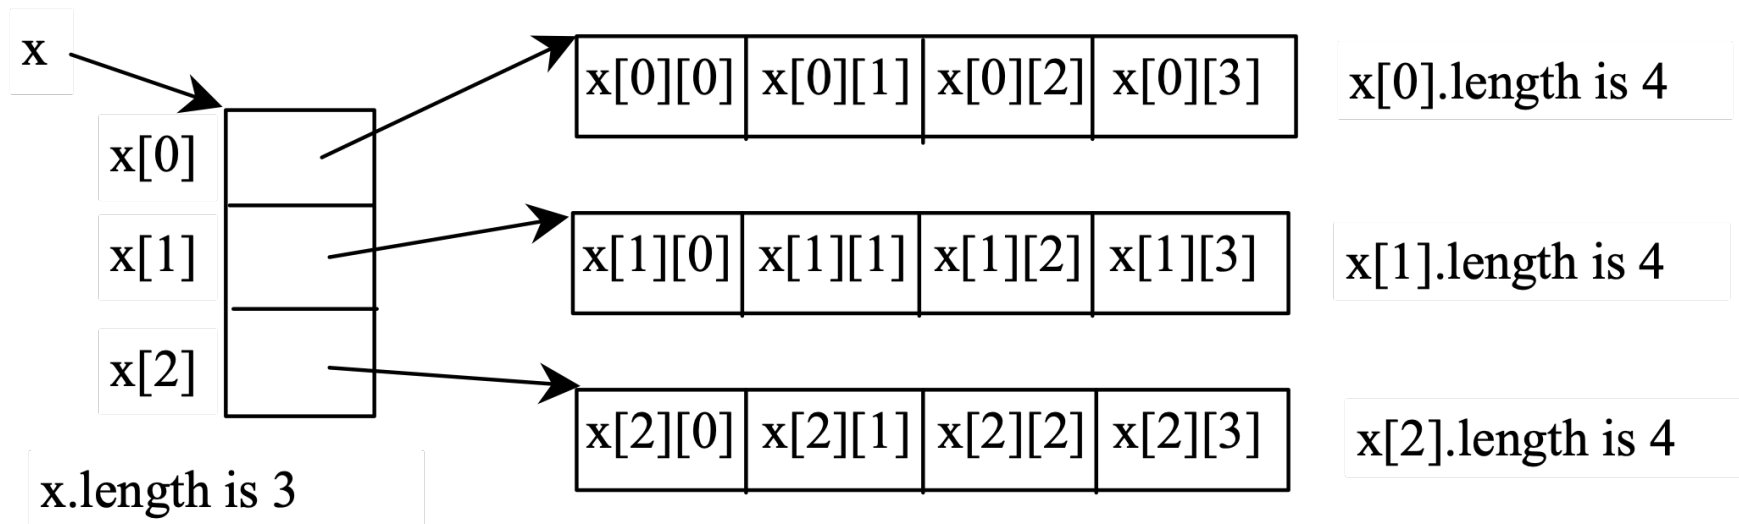 x
x[0][0] x[0][1] x[0][2] x[0][3]
x[0].length is 4
x[0]
x[1]
x[1][0] x[1][1] x[1][2] x[1][3]
x[1].length is 4
x[2]
x[2][0] x[2][1] x[2][2] x[2][3]
x[2].length is 4
x.length is 3